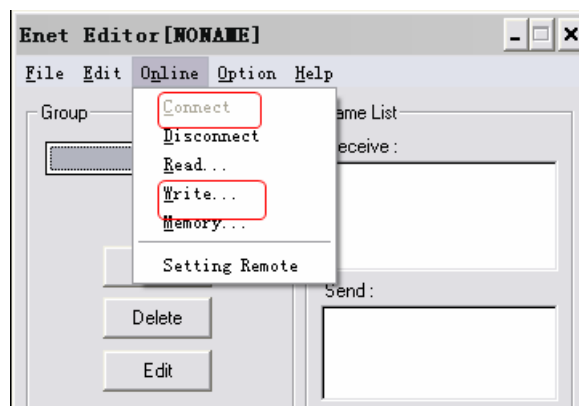 Enet Editor[NONAME]
File Edit Online Option Help
Group
Connect
Disconnect
Read...
Write...
Memory...
Setting Remote
Delete
Edit
ame List
eceive :
Send :